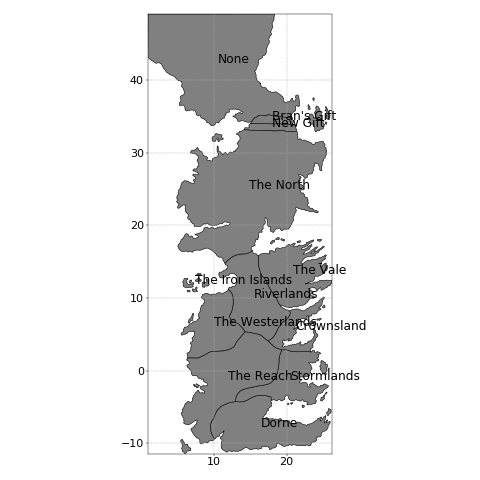 None
40
Bran's Gift
New Gift
30
The North
20
The Vale
The Iron Islands
Riverlands
10
The Westerlands
Crownsland
0
The Reach
Stormlands
Dorne
−10
10
20